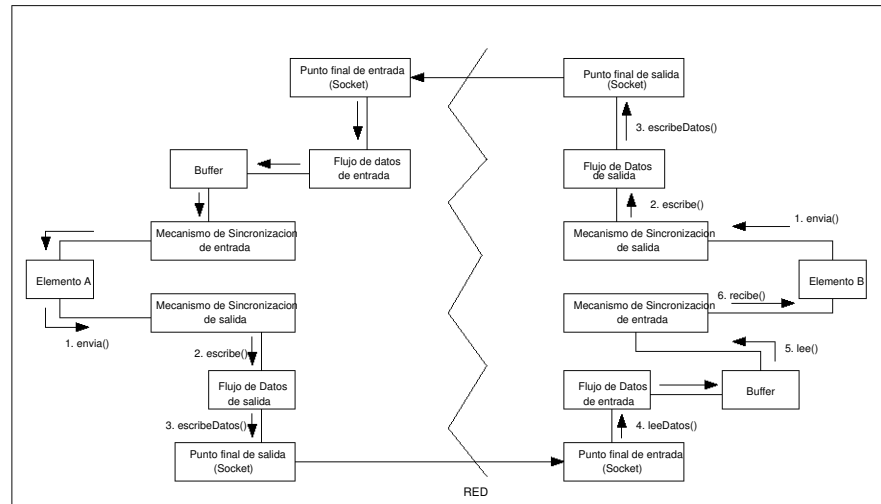 Punto final de entrada
(Socket)
Punto final de salida
(Socket)
3. escribeDatos()
Buffer
Flujo de datos
de entrada
Flujo de Datos
de salida
2. escribe()
Mecanismo de Sincronizacion
de entrada
Mecanismo de Sincronizacion
de salida
1. envia()
Elemento A
Elemento B
Mecanismo de Sincronizacion
de salida
Mecanismo de Sincronizacion
de entrada
6. recibe()
1. envia()
2. escribe()
5. lee()
Flujo de Datos
de salida
Flujo de Datos
de entrada
Buffer
3. escribeDatos()
4. leeDatos()
Punto final de salida
(Socket)
Punto final de entrada
(Socket)
RED